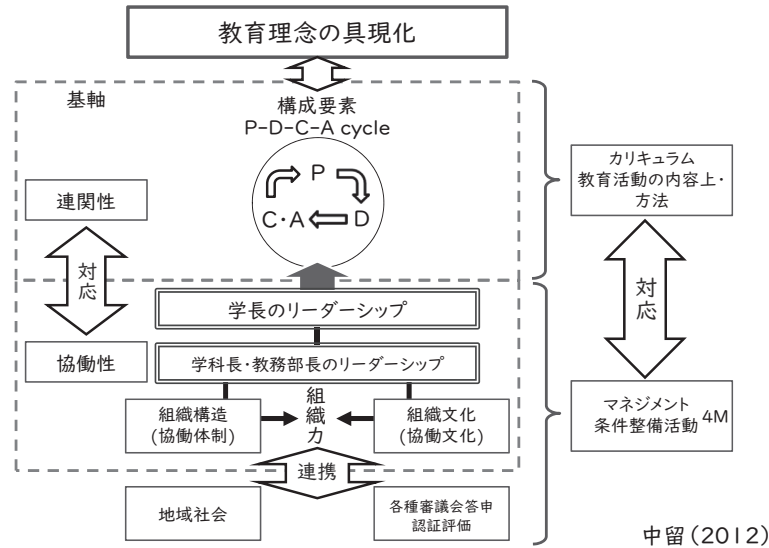 教育理念の具現化
基軸
構成要素
P-D-C-A cycle
P
C・A
D
連関性
対応
協働性
カリキュラム
教育活動の内容上・
方法
対応
学長のリーダーシップ
学科長・教務部長のリーダーシップ
組織構造
(協働体制)
組織力
組織文化
(協働文化)
マネジメント
条件整備活動
4M
連携
地域社会
各種審議会答申
認証評価
中留(2012)